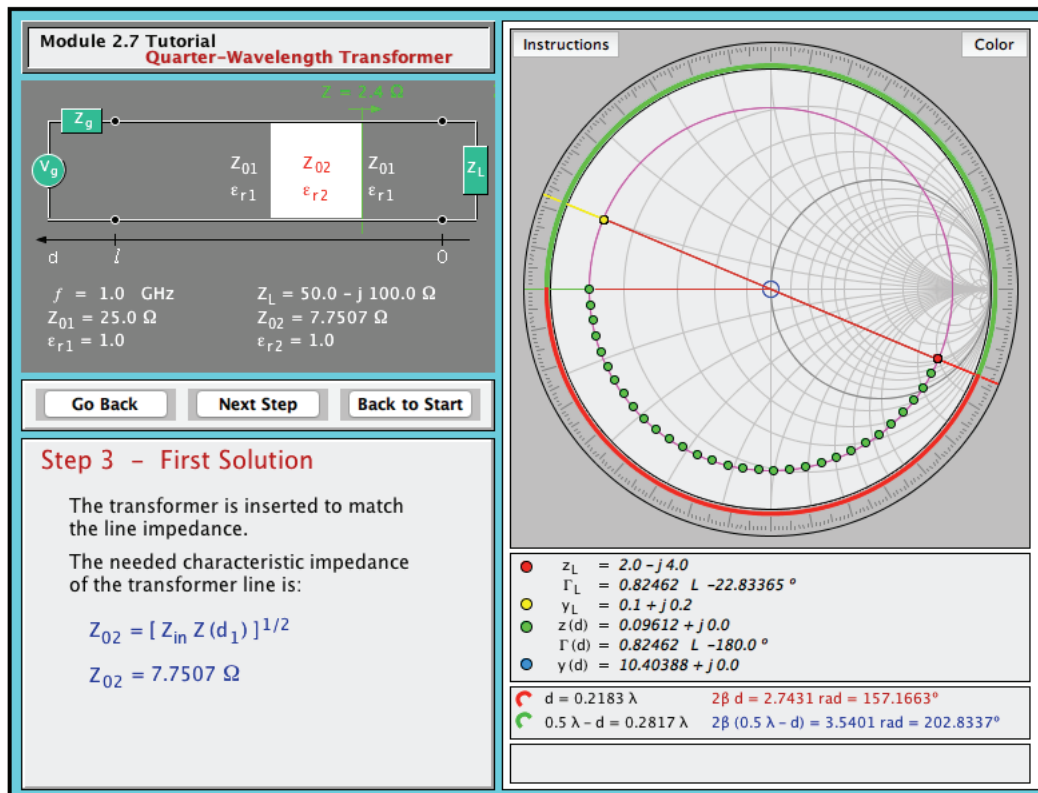 Module 2.7 Tutorial
Quarter-Wavelength Transformer
Z = 2.4 Ω
Zg
Vg
Z01
εr1
Z02
εr2
Z01
εr1
ZL
d
l
0
f = 1.0 GHz
ZL = 50.0 - j 100.0 Ω
Z01 = 25.0 Ω
Z02 = 7.7507 Ω
εr1 = 1.0
εr2 = 1.0
Go Back
Next Step
Back to Start
Step 3 – First Solution
The transformer is inserted to match
the line impedance.
The needed characteristic impedance
of the transformer line is:
Z02 = [ Zin Z (d1) ]1/2
Z02 = 7.7507 Ω
Instructions
Color
zL = 2.0 - j 4.0
ΓL = 0.82462 L -22.83365 º
yL = 0.1 + j 0.2
z (d) = 0.09612 + j 0.0
Γ (d) = 0.82462 L -180.0 º
y (d) = 10.40388 + j 0.0
d = 0.2183 λ 2β d = 2.7431 rad = 157.1663º
0.5 λ - d = 0.2817 λ 2β (0.5 λ - d) = 3.5401 rad = 202.8337º